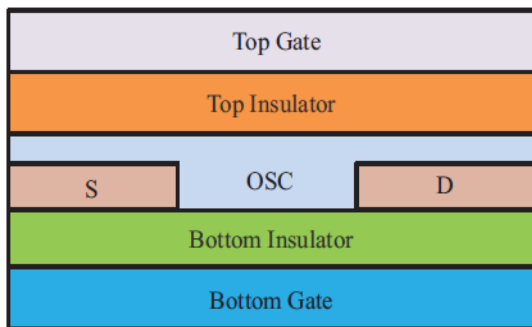 Top Gate
Top Insulator
S OSC D
Bottom Insulator
Bottom Gate